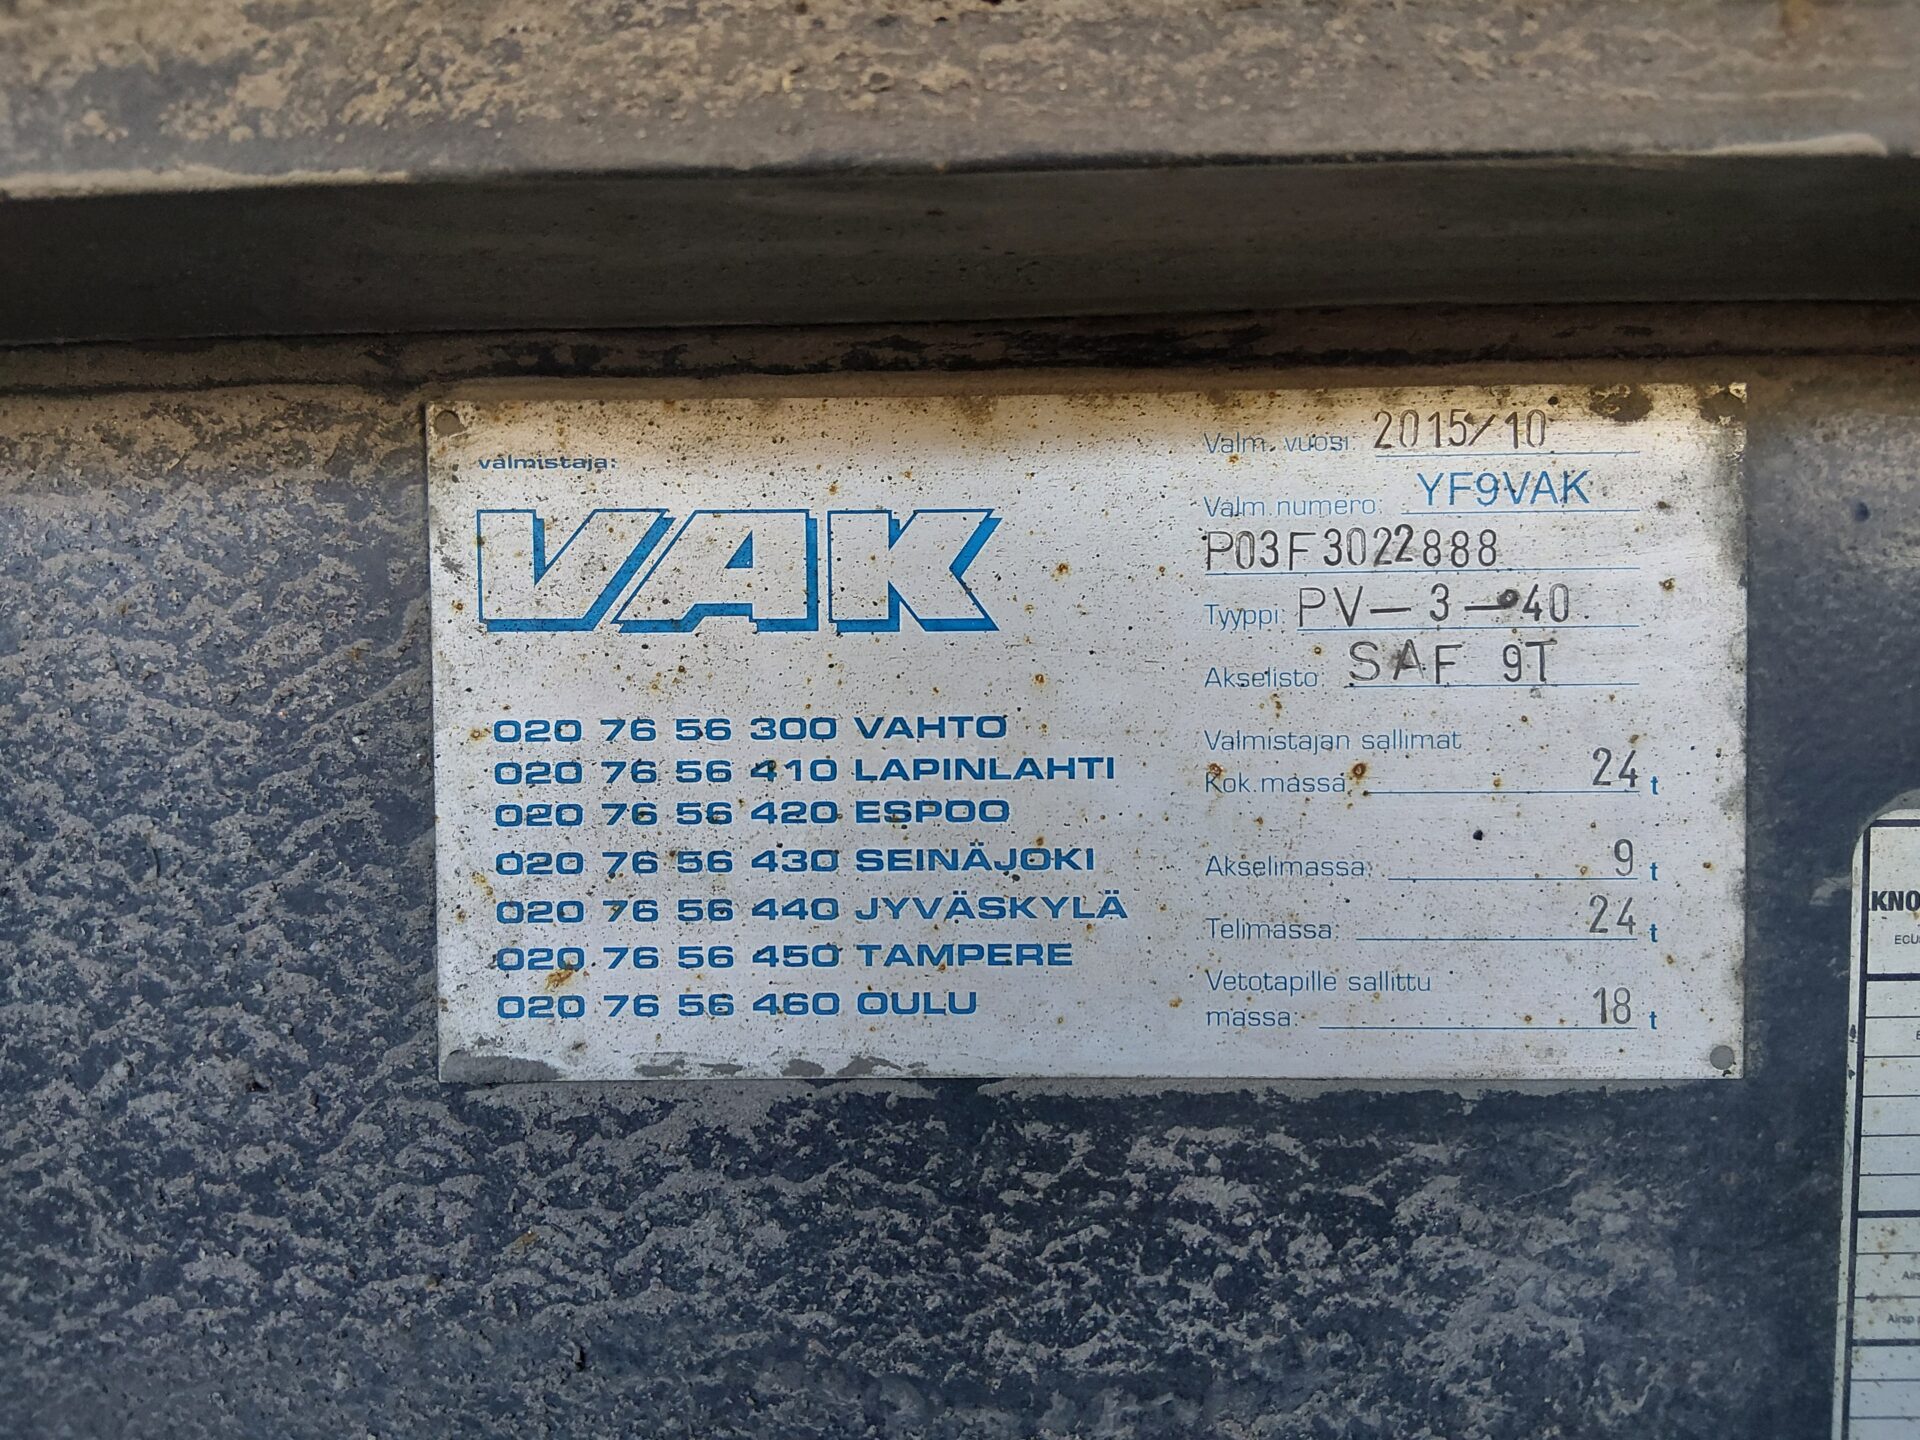 valmistaja:
VAK
020 76 56 300 VAHTO
020 76 56 410 LAPINLAHTI
020 76 56 420 ESPOO
020 76 56 430 SEINÄJOKI
020 76 56 440 JYVÄSKYLÄ
020 76 56 450 TAMPERE
020 76 56 460 OULU
Valm. vuosi: 2015/10
Valm.numero: YF9VAK
P03F3022888
Tyyppi: PV-3-40
Akselisto: SAF 9T
Valmistajan sallimat
Kok.massa: 24 t
Akselimassa: 9 t
Telimassa: 24 t
Vetotapille sallittu
massa: 18 t
KNO
ECU